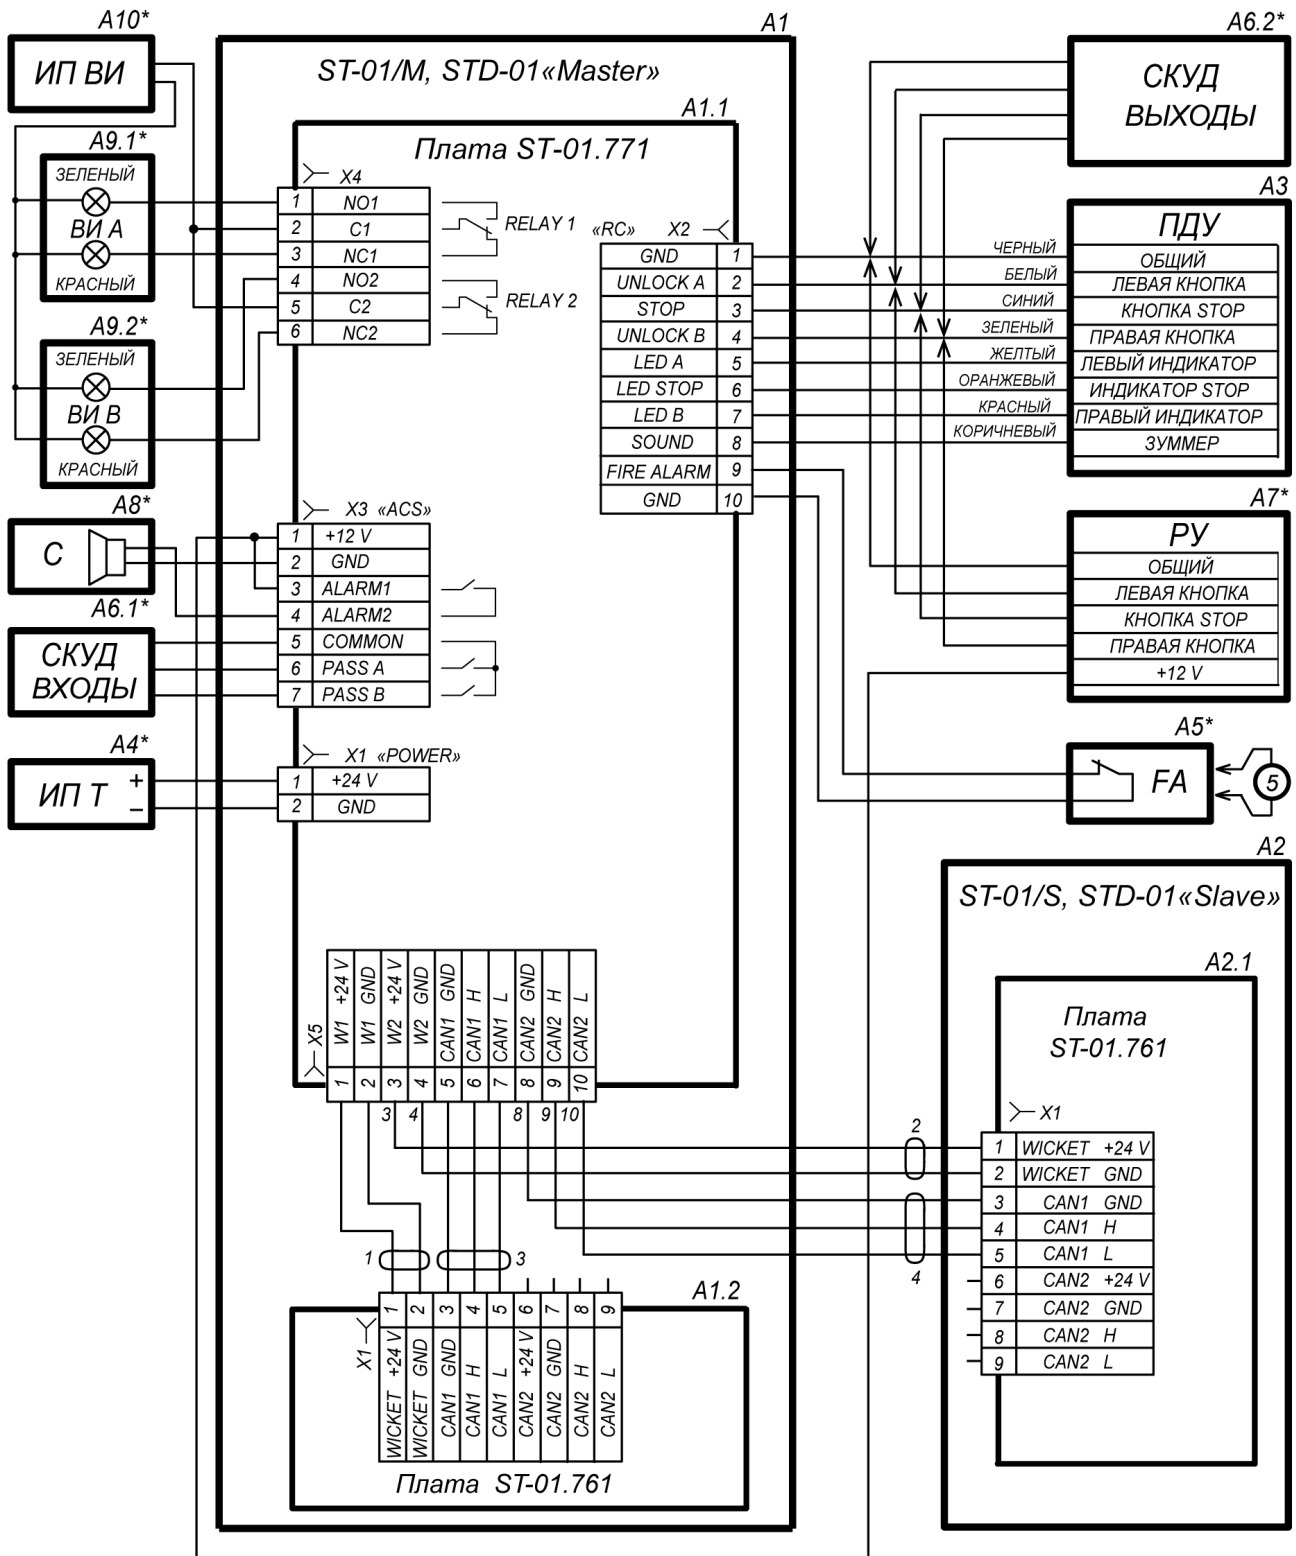 A10*
ИП ВИ
A9.1*
ЗЕЛЕНЫЙ
ВИ А
КРАСНЫЙ
A9.2*
ЗЕЛЕНЫЙ
ВИ В
КРАСНЫЙ
A8*
С
A6.1*
СКУД
ВХОДЫ
A4*
ИП Т + –
A1
ST-01/M, STD-01«Master»
A1.1
Плата ST-01.771
X4
1 NO1
2 C1
3 NC1
4 NO2
5 C2
6 NC2
RELAY 1
RELAY 2
X3 «ACS»
1 +12 V
2 GND
3 ALARM1
4 ALARM2
5 COMMON
6 PASS A
7 PASS B
X1 «POWER»
1 +24 V
2 GND
«RC» X2
GND 1
UNLOCK A 2
STOP 3
UNLOCK B 4
LED A 5
LED STOP 6
LED B 7
SOUND 8
FIRE ALARM 9
GND 10
ЧЕРНЫЙ
БЕЛЫЙ
СИНИЙ
ЗЕЛЕНЫЙ
ЖЕЛТЫЙ
ОРАНЖЕВЫЙ
КРАСНЫЙ
КОРИЧНЕВЫЙ
A6.2*
СКУД
ВЫХОДЫ
A3
ПДУ
ОБЩИЙ
ЛЕВАЯ КНОПКА
КНОПКА STOP
ПРАВАЯ КНОПКА
ЛЕВЫЙ ИНДИКАТОР
ИНДИКАТОР STOP
ПРАВЫЙ ИНДИКАТОР
ЗУММЕР
A7*
РУ
ОБЩИЙ
ЛЕВАЯ КНОПКА
КНОПКА STOP
ПРАВАЯ КНОПКА
+12 V
A5*
FA
5
X5
1 W1 +24 V
2 W1 GND
3 W2 +24 V
4 W2 GND
5 CAN1 GND
6 CAN1 H
7 CAN1 L
8 CAN2 GND
9 CAN2 H
10 CAN2 L
3 4 8 9 10
2
4
1
3
A1.2
X1
1 WICKET +24 V
2 WICKET GND
3 CAN1 GND
4 CAN1 H
5 CAN1 L
6 CAN2 +24 V
7 CAN2 GND
8 CAN2 H
9 CAN2 L
Плата ST-01.761
A2
ST-01/S, STD-01«Slave»
A2.1
Плата
ST-01.761
X1
1 WICKET +24 V
2 WICKET GND
3 CAN1 GND
4 CAN1 H
5 CAN1 L
6 CAN2 +24 V
7 CAN2 GND
8 CAN2 H
9 CAN2 L